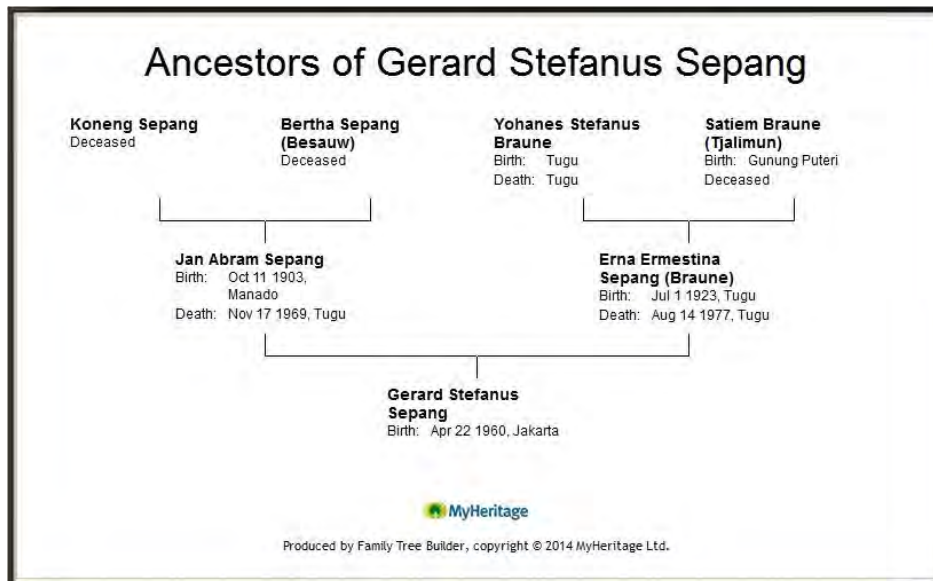 Ancestors of Gerard Stefanus Sepang
Koneng Sepang
Deceased
Bertha Sepang
(Besauw)
Deceased
Yohanes Stefanus
Braune
Birth: Tugu
Death: Tugu
Satiem Braune
(Tjalimun)
Birth: Gunung Puteri
Deceased
Jan Abram Sepang
Birth: Oct 11 1903,
Manado
Death: Nov 17 1969, Tugu
Erna Ermestina
Sepang (Braune)
Birth: Jul 1 1923, Tugu
Death: Aug 14 1977, Tugu
Gerard Stefanus
Sepang
Birth: Apr 22 1960, Jakarta
MyHeritage
Produced by Family Tree Builder, copyright © 2014 MyHeritage Ltd.